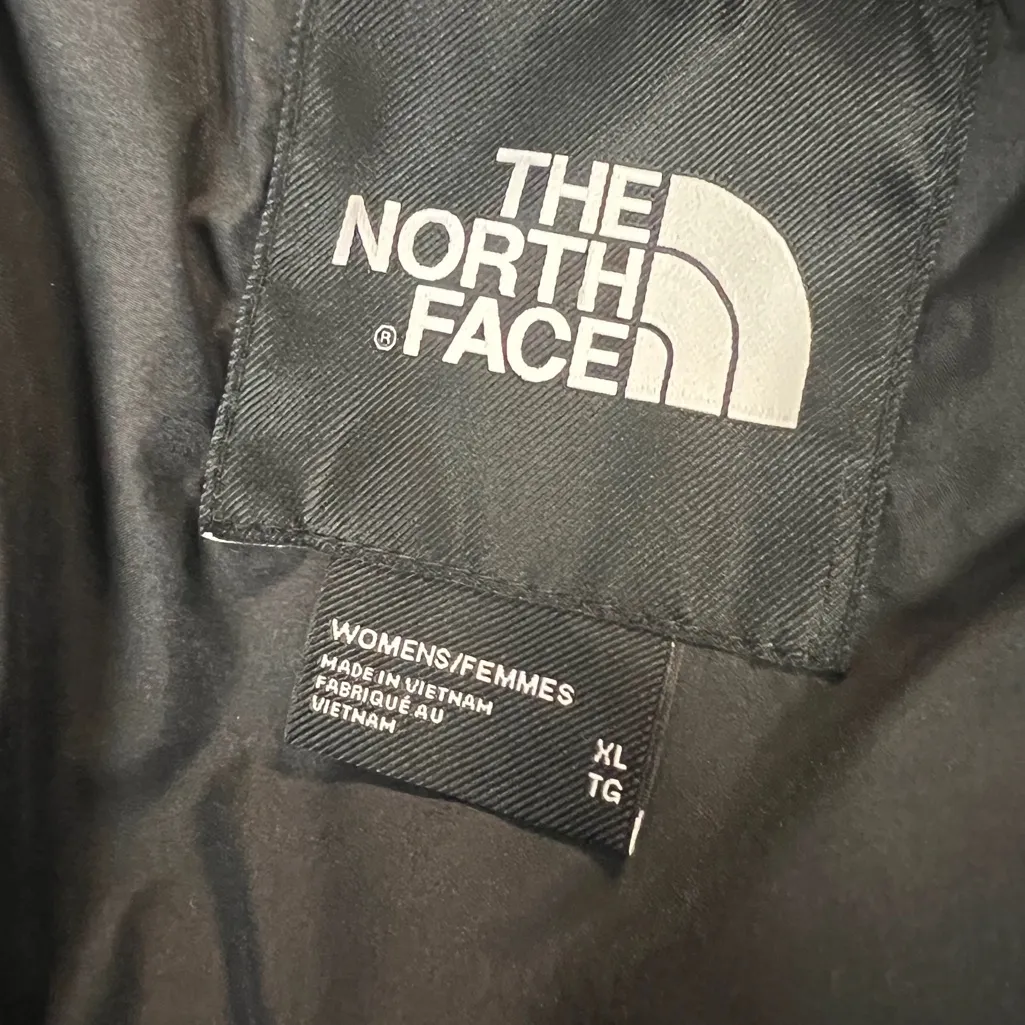 THE
NORTH
® FACE
WOMENS/FEMMES
MADE IN VIETNAM
FABRIQUÉ AU
VIETNAM
XL
TG